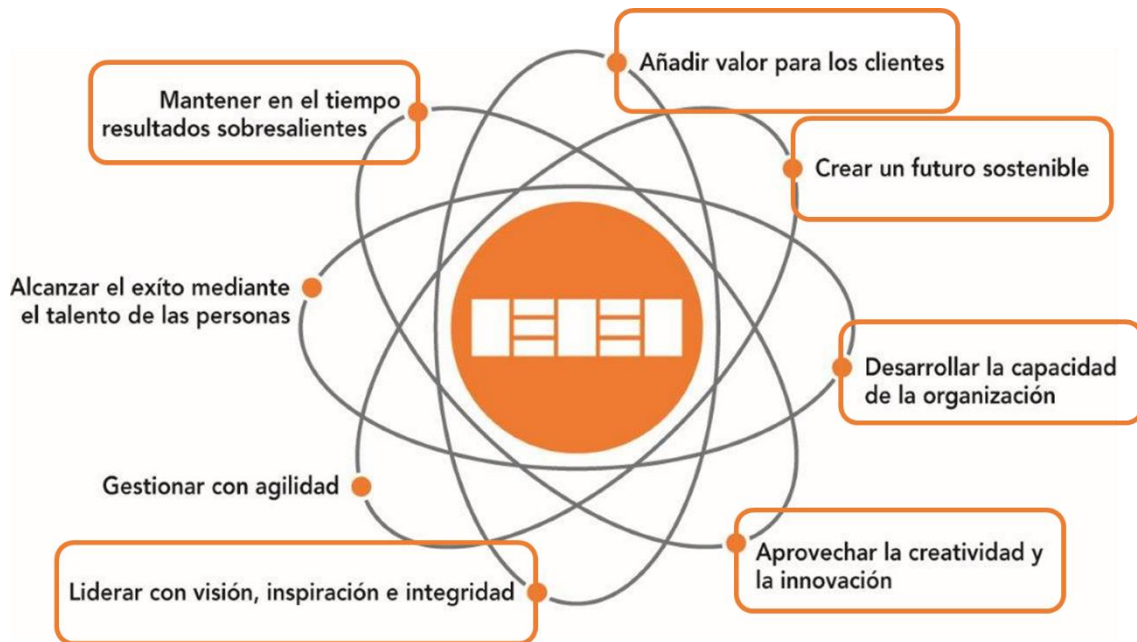 Añadir valor para los clientes
Mantener en el tiempo
resultados sobresalientes
Crear un futuro sostenible
Alcanzar el exíto mediante
el talento de las personas
Desarrollar la capacidad
de la organización
Gestionar con agilidad
Aprovechar la creatividad y
la innovación
Liderar con visión, inspiración e integridad